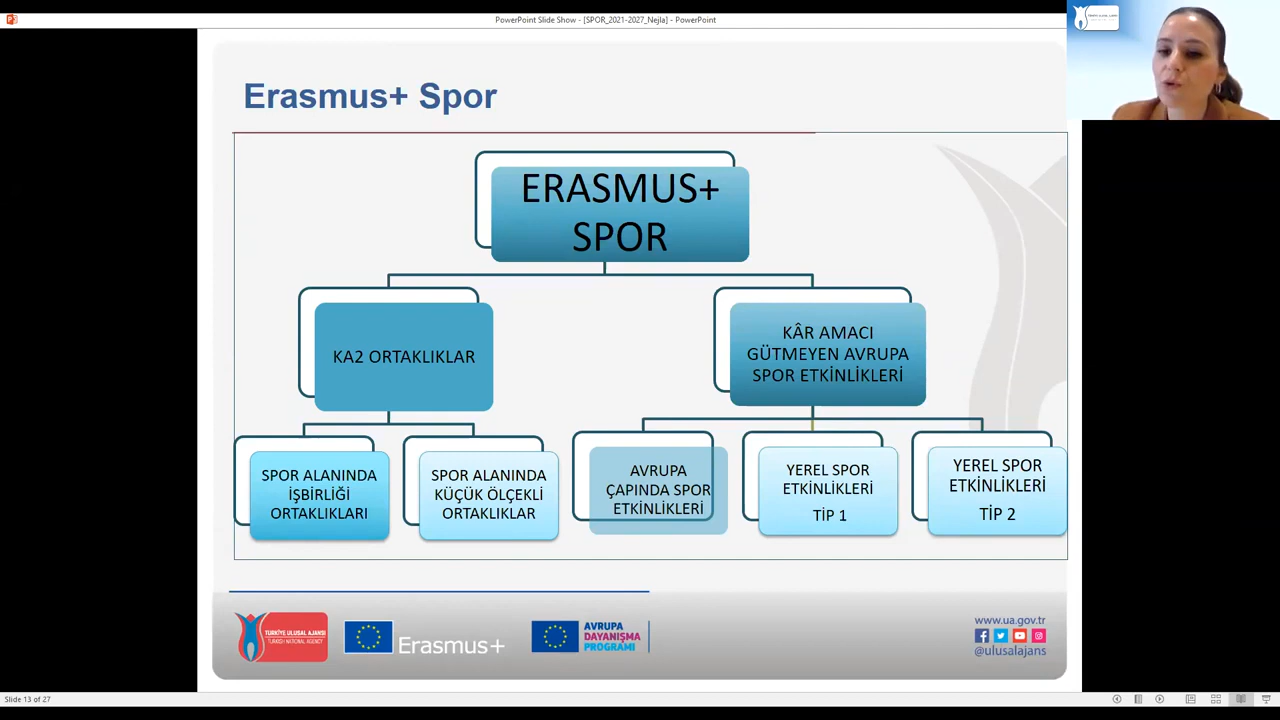 PowerPoint Slide Show - [SPOR_2021-2027_Nejla] - PowerPoint
Erasmus+ Spor
ERASMUS+
SPOR
KA2 ORTAKLIKLAR
KÂR AMACI
GÜTMEYEN AVRUPA
SPOR ETKİNLİKLERİ
SPOR ALANINDA
İŞBİRLİĞİ
ORTAKLIKLARI
SPOR ALANINDA
KÜÇÜK ÖLÇEKLİ
ORTAKLIKLAR
AVRUPA
ÇAPINDA SPOR
ETKİNLİKLERİ
YEREL SPOR
ETKİNLİKLERİ
TİP 1
YEREL SPOR
ETKİNLİKLERİ
TİP 2
TÜRKİYE ULUSAL AJANSI
TURKISH NATIONAL AGENCY
Erasmus+
AVRUPA
DAYANIŞMA
PROGRAMI
www.ua.gov.tr
@ulusalajans
Slide 13 of 27